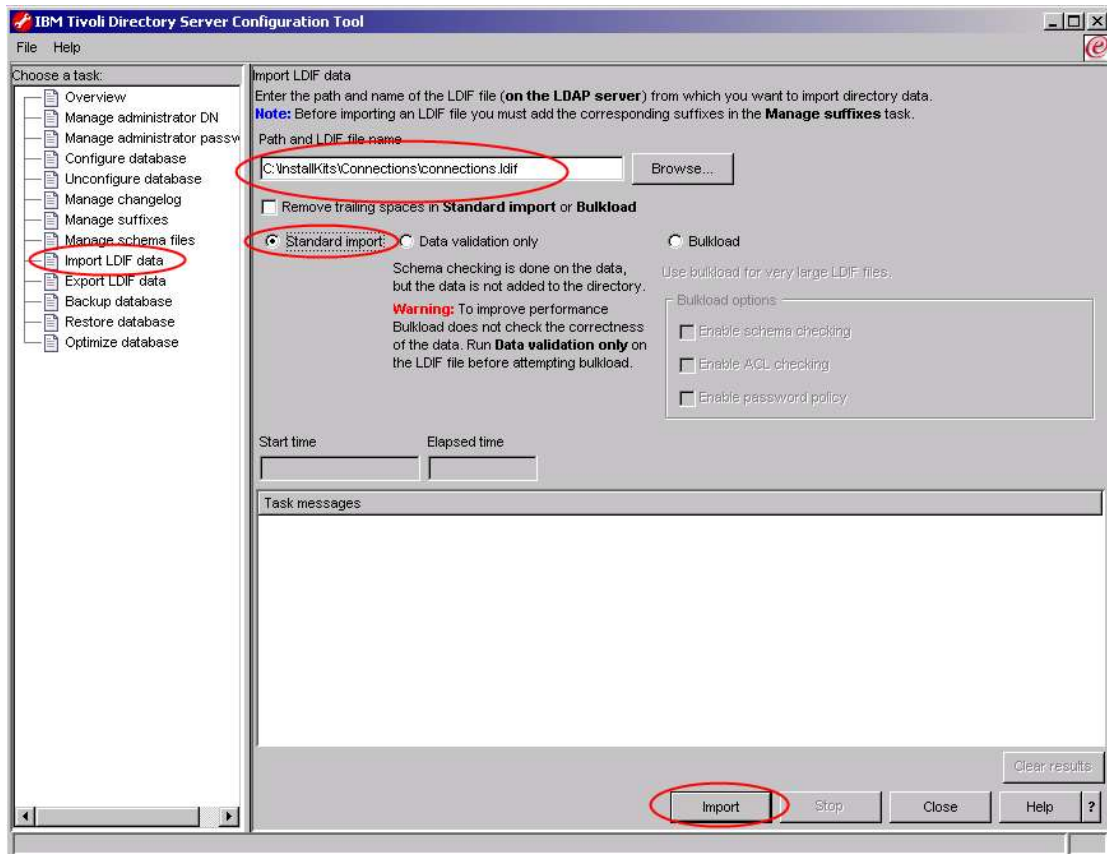 IBM Tivoli Directory Server Configuration Tool
File Help
Choose a task:
Overview
Manage administrator DN
Manage administrator passw
Configure database
Unconfigure database
Manage changelog
Manage suffixes
Manage schema files
Import LDIF data
Export LDIF data
Backup database
Restore database
Optimize database
Import LDIF data
Enter the path and name of the LDIF file (on the LDAP server) from which you want to import directory data.
Note: Before importing an LDIF file you must add the corresponding suffixes in the Manage suffixes task.
Path and LDIF file name
C:\InstallKits\Connections\connections.ldif
Browse...
Remove trailing spaces in Standard import or Bulkload
Standard import Data validation only Bulkload
Schema checking is done on the data,
but the data is not added to the directory.
Warning: To improve performance
Bulkload does not check the correctness
of the data. Run Data validation only on
the LDIF file before attempting bulkload.
Use bulkload for very large LDIF files.
Bulkload options
Enable schema checking
Enable ACL checking
Enable password policy
Start time Elapsed time
Task messages
Clear results
Import Stop Close Help ?